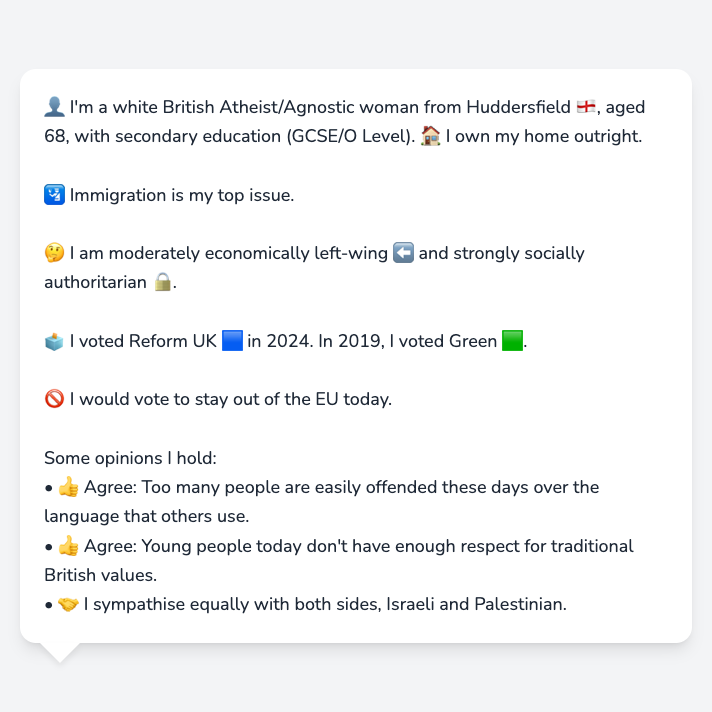 👤 I'm a white British Atheist/Agnostic woman from Huddersfield 🏴󠁧󠁢󠁥󠁮󠁧󠁿, aged
68, with secondary education (GCSE/O Level). 🏠 I own my home outright.
🛂 Immigration is my top issue.
🤔 I am moderately economically left-wing ⬅️ and strongly socially
authoritarian 🔒.
🗳️ I voted Reform UK 🟦 in 2024. In 2019, I voted Green 🟩.
🚫 I would vote to stay out of the EU today.
Some opinions I hold:
• 👍 Agree: Too many people are easily offended these days over the
language that others use.
• 👍 Agree: Young people today don't have enough respect for traditional
British values.
• 🤝 I sympathise equally with both sides, Israeli and Palestinian.